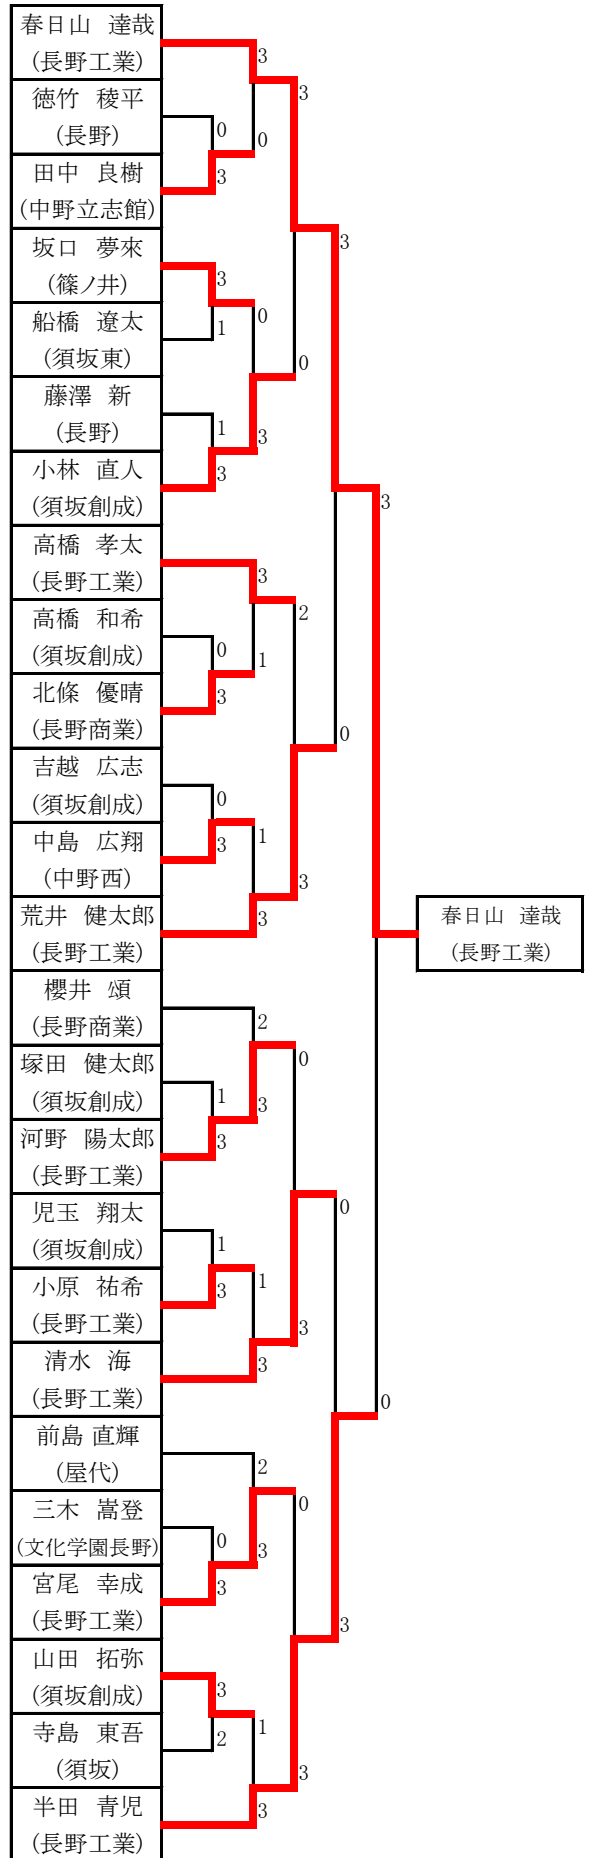 春日山 達哉
(長野工業)
3
3
徳竹 稜平
(長野)
0
0
田中 良樹
(中野立志館)
3
3
坂口 夢來
(篠ノ井)
3
0
船橋 遼太
(須坂東)
1
0
藤澤 新
(長野)
1
3
小林 直人
(須坂創成)
3
3
高橋 孝太
(長野工業)
3
2
高橋 和希
(須坂創成)
0
1
北條 優晴
(長野商業)
3
0
吉越 広志
(須坂創成)
0
中島 広翔
(中野西)
3
1
3
荒井 健太郎
(長野工業)
3
春日山 達哉
(長野工業)
櫻井 頌
(長野商業)
2
0
塚田 健太郎
(須坂創成)
1
3
河野 陽太郎
(長野工業)
3
0
児玉 翔太
(須坂創成)
1
小原 祐希
(長野工業)
3
1
3
清水 海
(長野工業)
3
0
前島 直輝
(屋代)
2
0
三木 嵩登
(文化学園長野)
0
3
宮尾 幸成
(長野工業)
3
3
山田 拓弥
(須坂創成)
3
1
寺島 東吾
(須坂)
2
3
半田 青児
(長野工業)
3